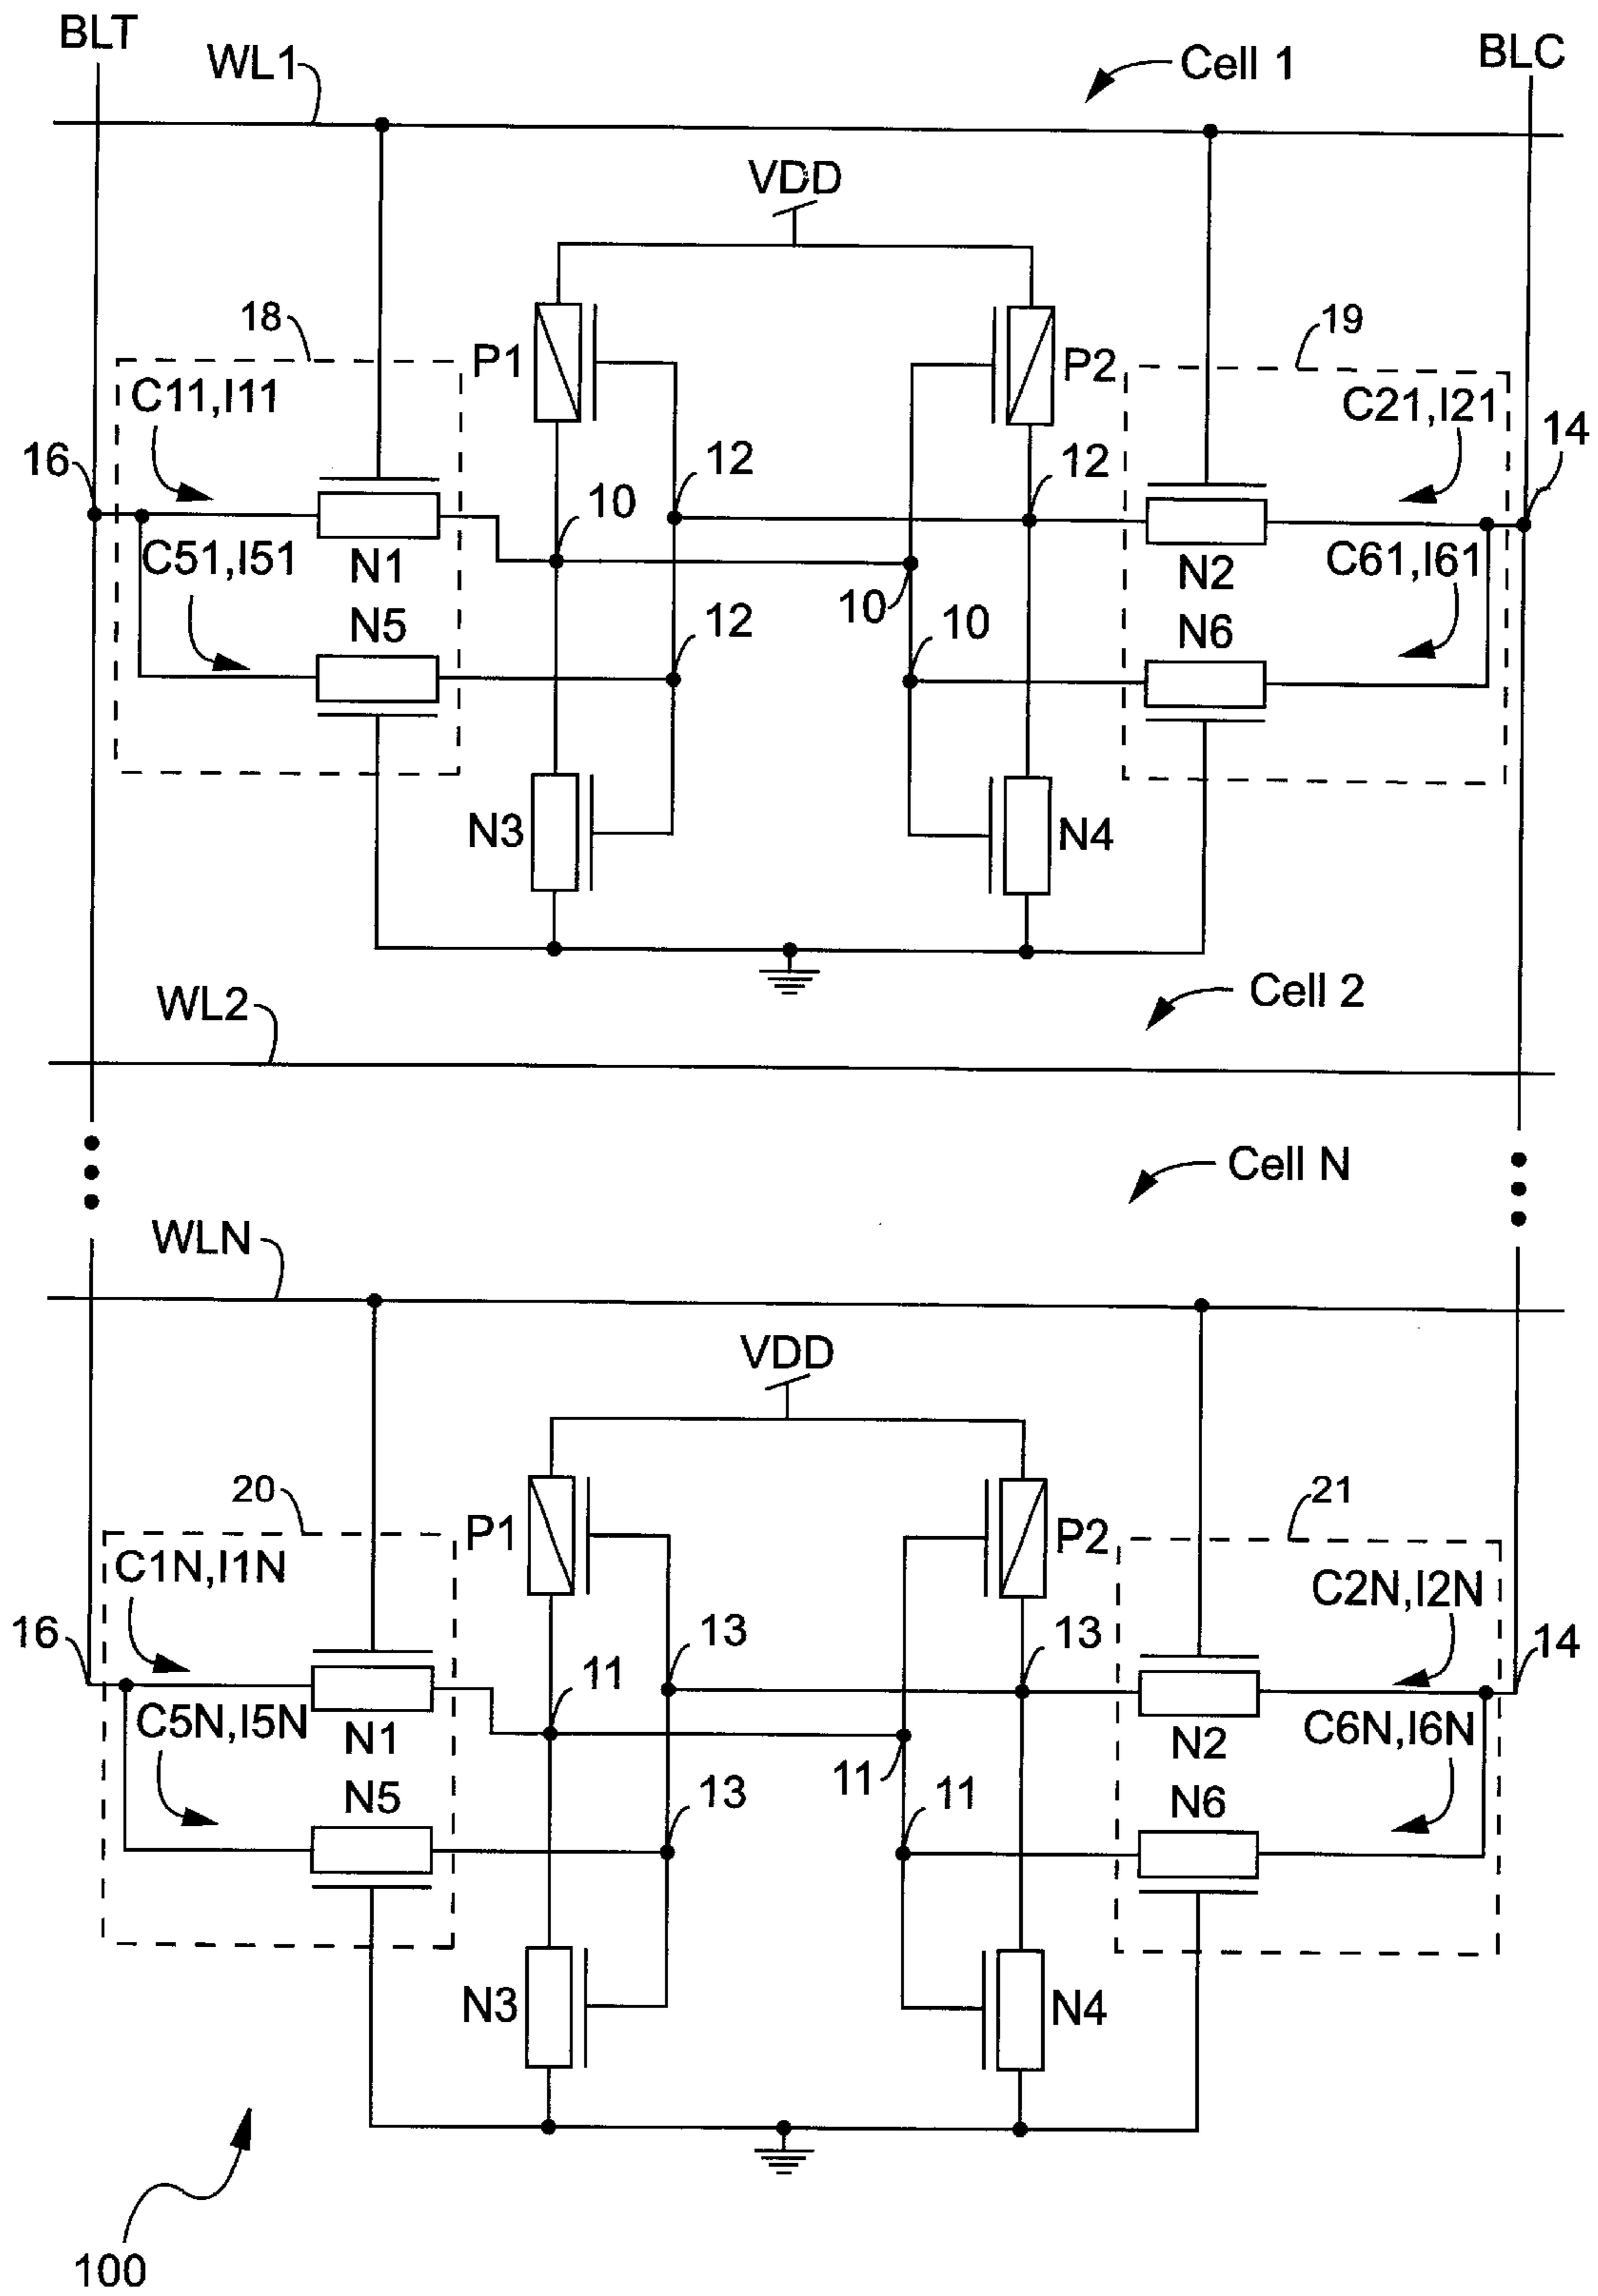 BLT
WL1
Cell 1
BLC
VDD
18
19
P1
P2
C11,I11
C21,I21
16
12
12
14
10
C51,I51
N1
N2
C61,I61
10
10
12
N5
N6
N3
N4
WL2
Cell 2
Cell N
WLN
VDD
20
21
P1
P2
C1N,I1N
C2N,I2N
16
13
13
14
11
C5N,I5N
N1
N2
C6N,I6N
11
11
13
N5
N6
N3
N4
100